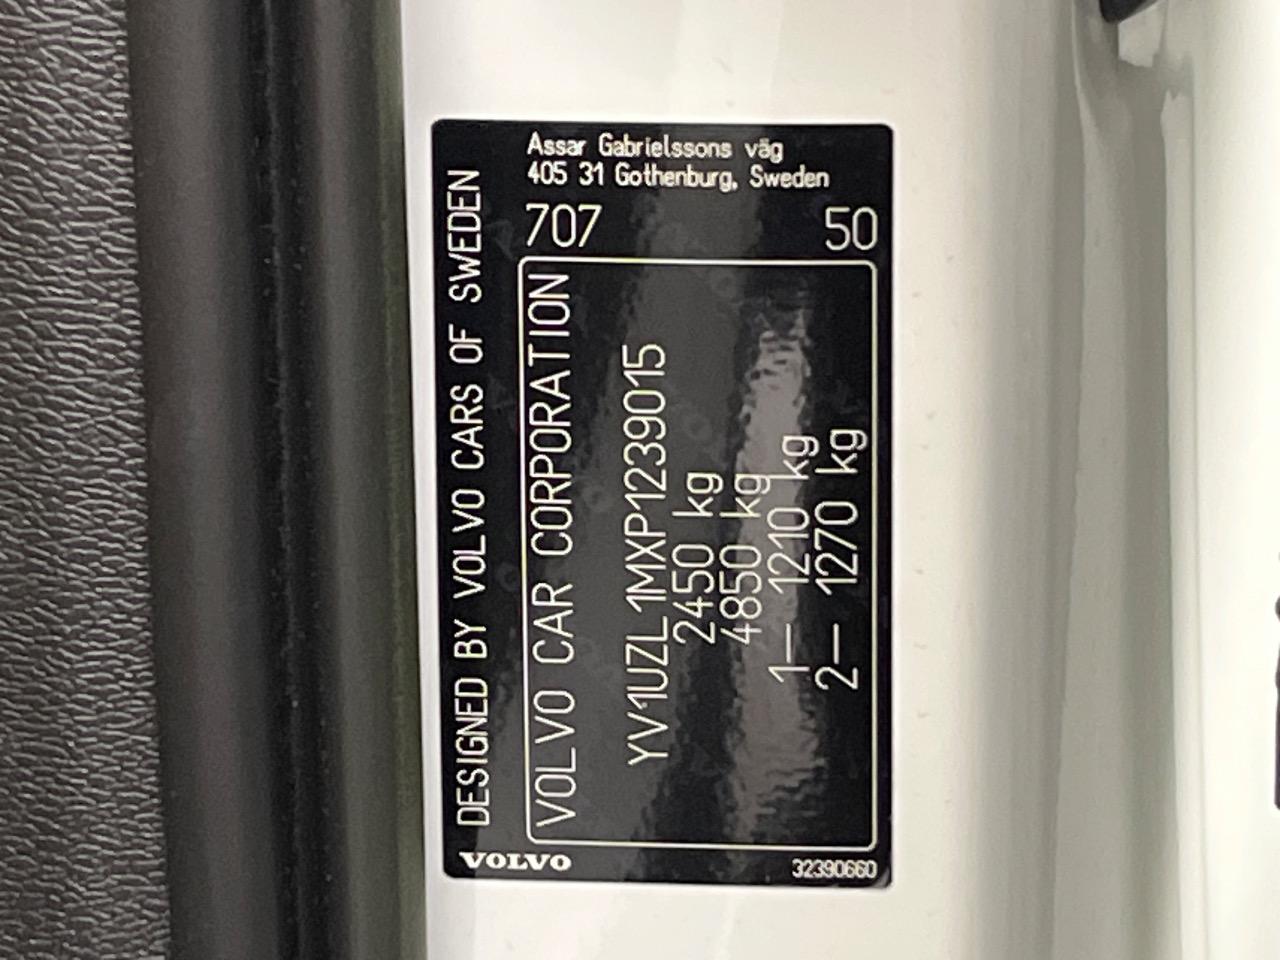 Assar Gabrielssons väg
405 31 Gothenburg, Sweden
707 50
DESIGNED BY VOLVO CARS OF SWEDEN
VOLVO CAR CORPORATION
YV1UZL1MXP1239015
2450 kg
4850 kg
1– 1210 kg
2– 1270 kg
VOLVO
32390660